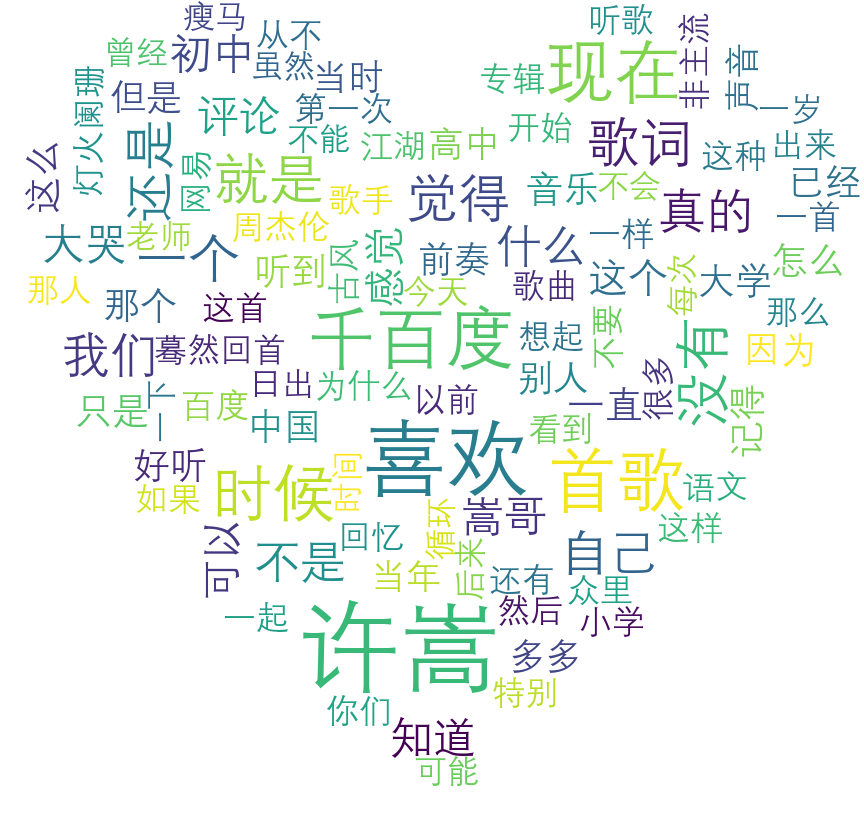 瘦马
听歌
非主流
曾经
初中
从不
虽然
当时
现在
声音
专辑
灯火阑珊
但是
评论
第一次
一岁
不能
江湖
高中
开始
歌词
这种
出来
这么
还是
网易
就是
觉得
音乐
不会
真的
已经
一首
歌手
周杰伦
大哭
老师
一个
听到
古风
感觉
前奏
什么
一样
这个
每次
大学
怎么
那人
那个
这首
今天
歌曲
那么
千百度
想起
不要
没有
因为
我们
蓦然回首
日出
为什么
以前
别人
一直
很多
记得
只是
一下
百度
中国
喜欢
看到
好听
如果
时候
时间
首歌
语文
循环
嵩哥
可以
不是
回忆
后来
自己
这样
当年
还有
众里
一起
许嵩
然后
小学
多多
特别
你们
知道
可能